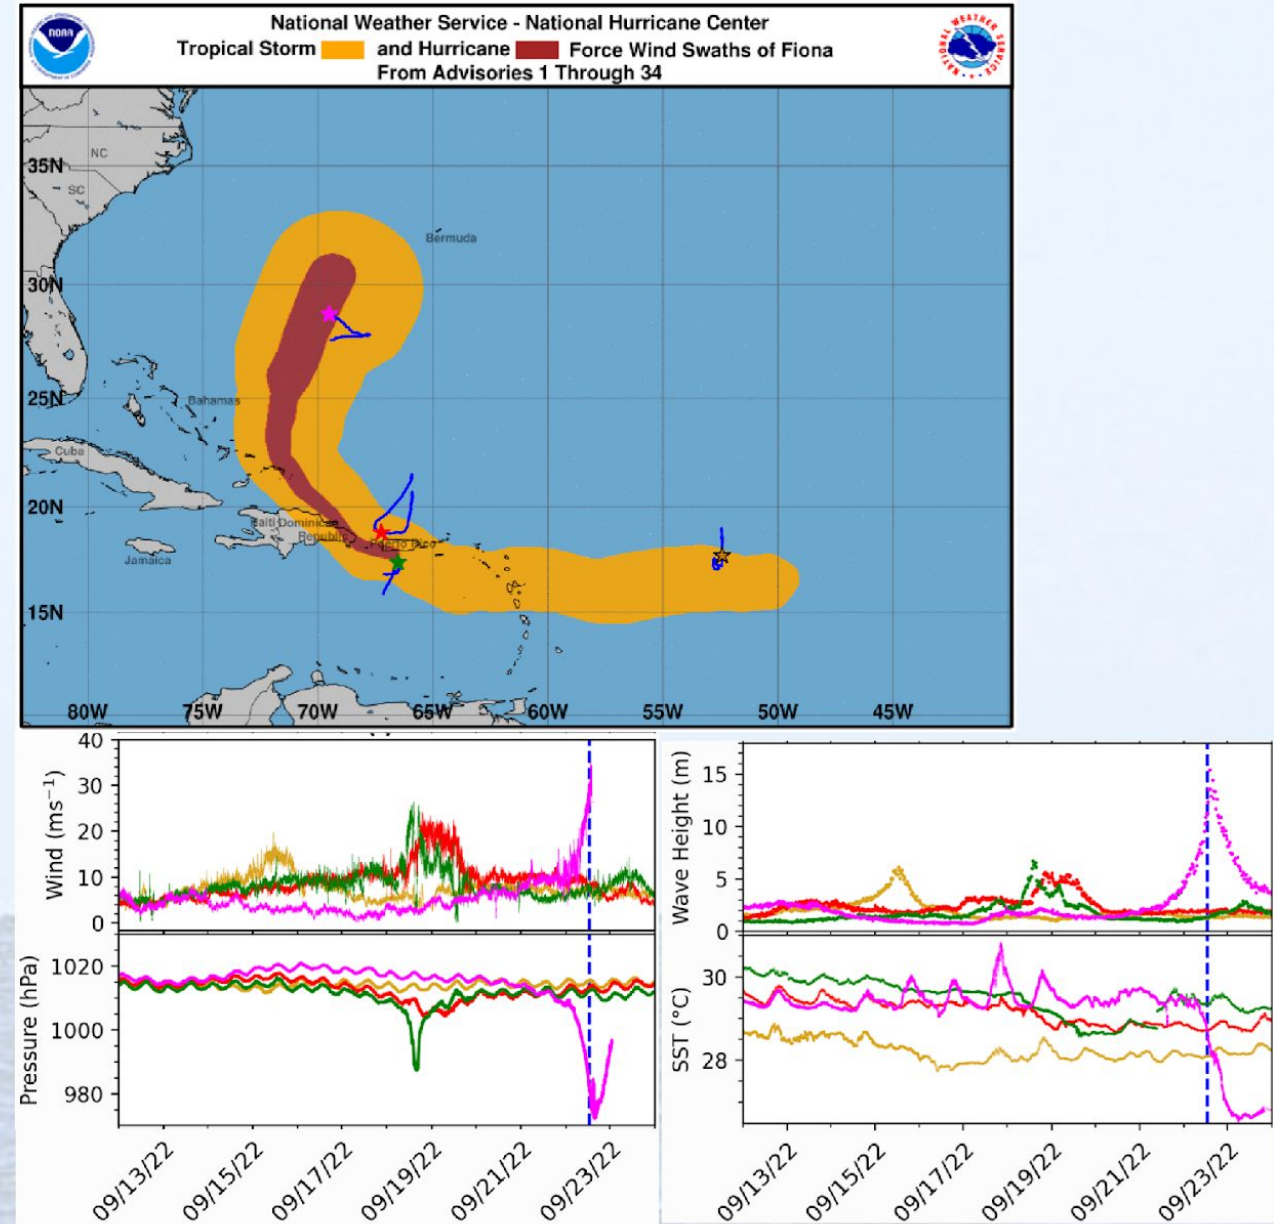 National Weather Service - National Hurricane Center
Tropical Storm and Hurricane Force Wind Swaths of Fiona
From Advisories 1 Through 34
NOAA
NATIONAL WEATHER SERVICE
NC
35N
SC
Bermuda
30N
25N
Bahamas
Cuba
20N
Haiti Dominican
Republic
Puerto Rico
Jamaica
15N
80W 75W 70W 65W 60W 55W 50W 45W
Wind (ms⁻¹)
40
30
20
10
0
Pressure (hPa)
1020
1000
980
09/13/22 09/15/22 09/17/22 09/19/22 09/21/22 09/23/22
Wave Height (m)
15
10
5
0
SST (°C)
30
28
09/13/22 09/15/22 09/17/22 09/19/22 09/21/22 09/23/22